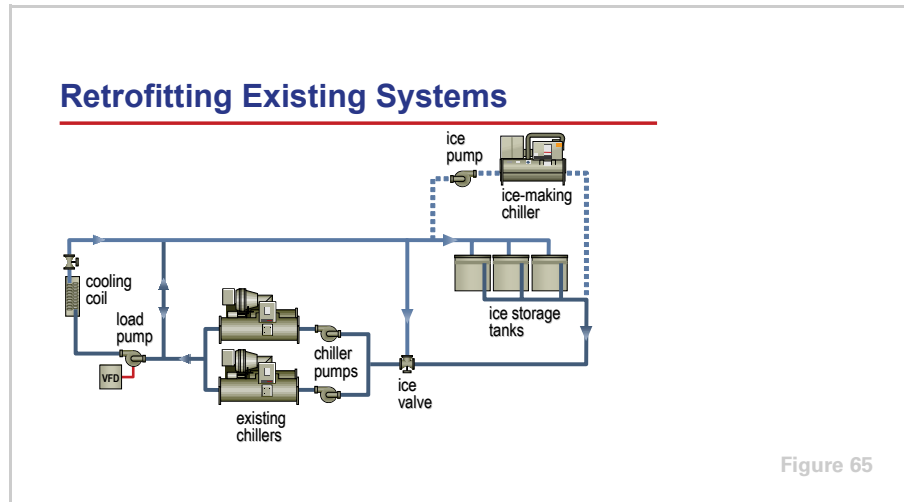 Retrofitting Existing Systems
ice
pump
ice-making
chiller
cooling
coil
ice storage
tanks
load
pump
chiller
pumps
VFD
ice
valve
existing
chillers
Figure 65